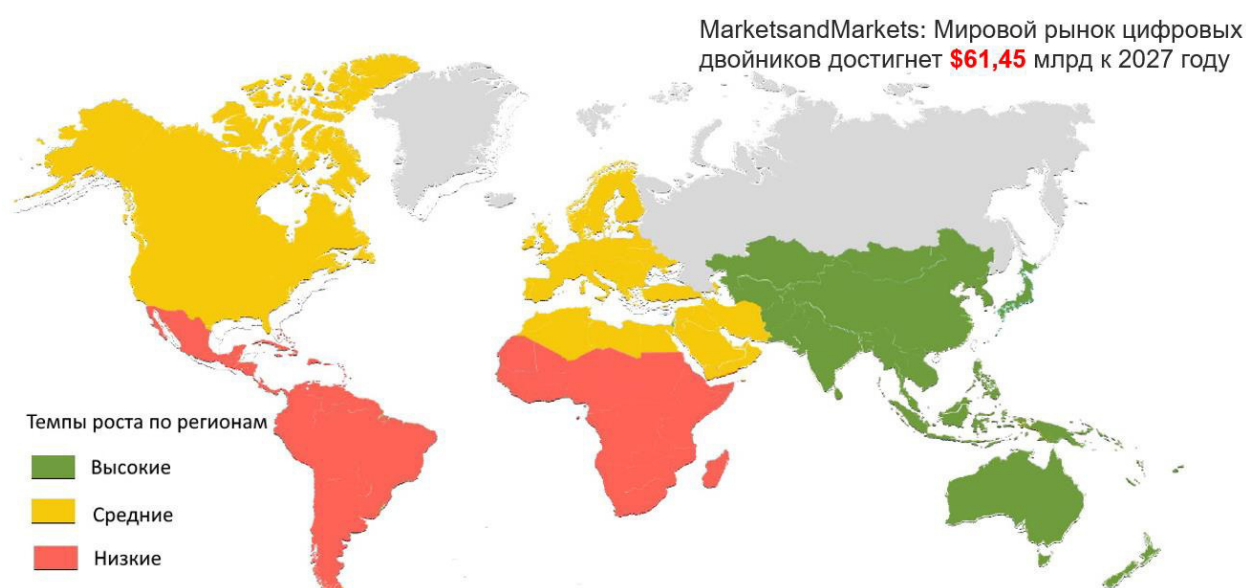 MarketsandMarkets: Мировой рынок цифровых
двойников достигнет $61,45 млрд к 2027 году
Темпы роста по регионам
Высокие
Средние
Низкие